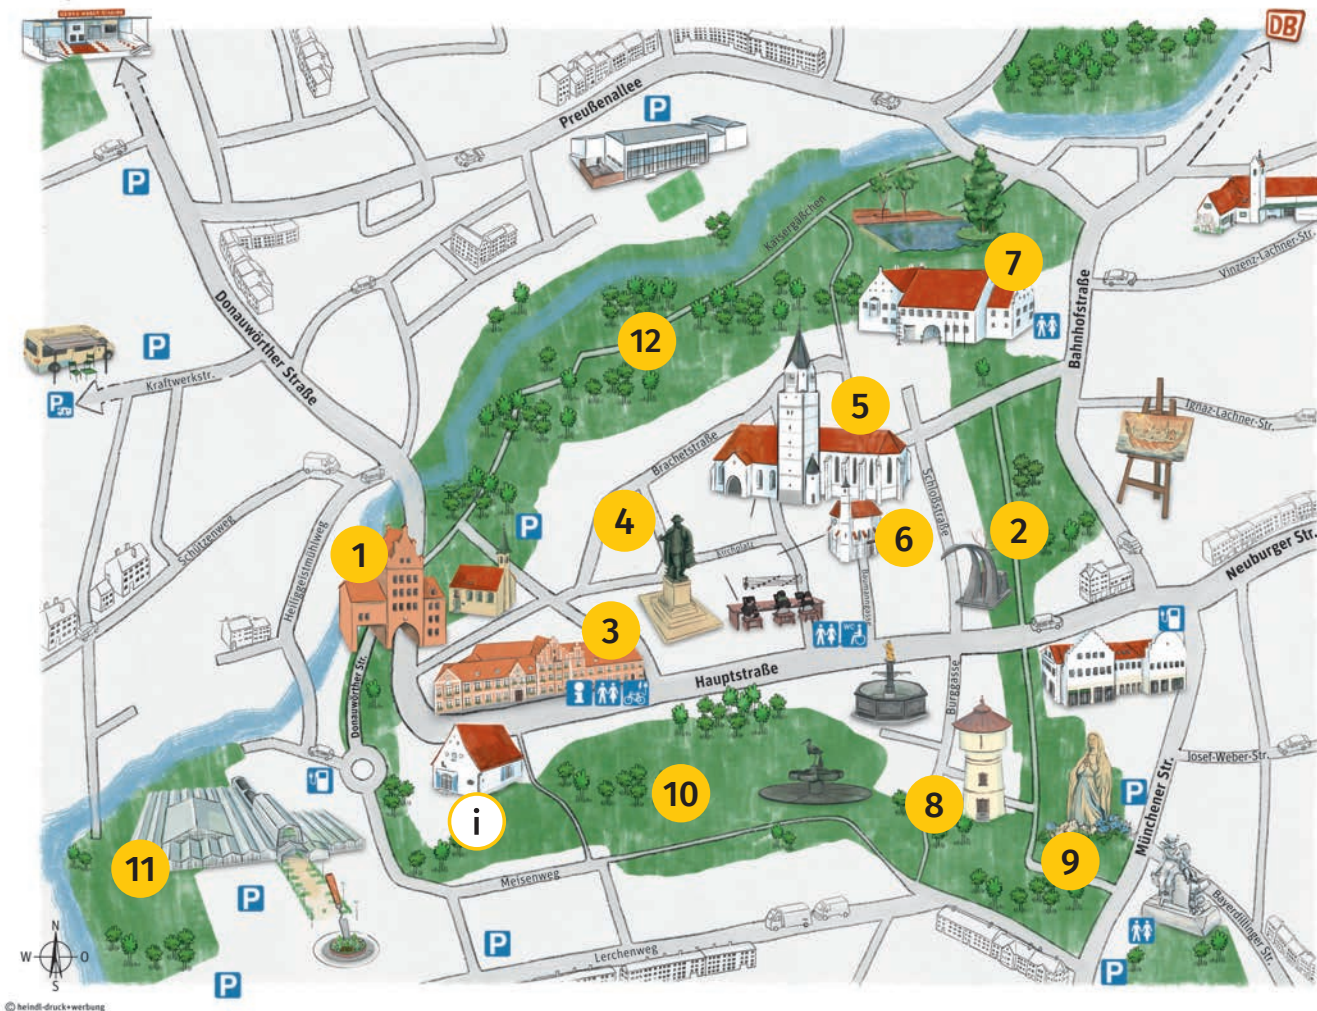 DB
P
Preußenallee
P
Kaisergäßchen
7
Vinzenz-Lachner-Str.
Donauwörther Straße
Bahnhofstraße
12
P
Kraftwerkstr.
P
5
Ignaz-Lachner-Str.
Brachetstraße
Schloßstraße
4
P
2
6
1
Schützenweg
Heiliggeistmühlweg
Kirchplatz
Neuburger Str.
Baumanngasse
3
WC
Hauptstraße
i
Donauwörther Str.
Burggasse
Josef-Weber-Str.
10
P
8
i
Münchener Str.
11
9
Meisenweg
P
Bayerdillinger Str.
P
Lerchenweg
P
P
N
W
O
S
© heindl-druck+werbung